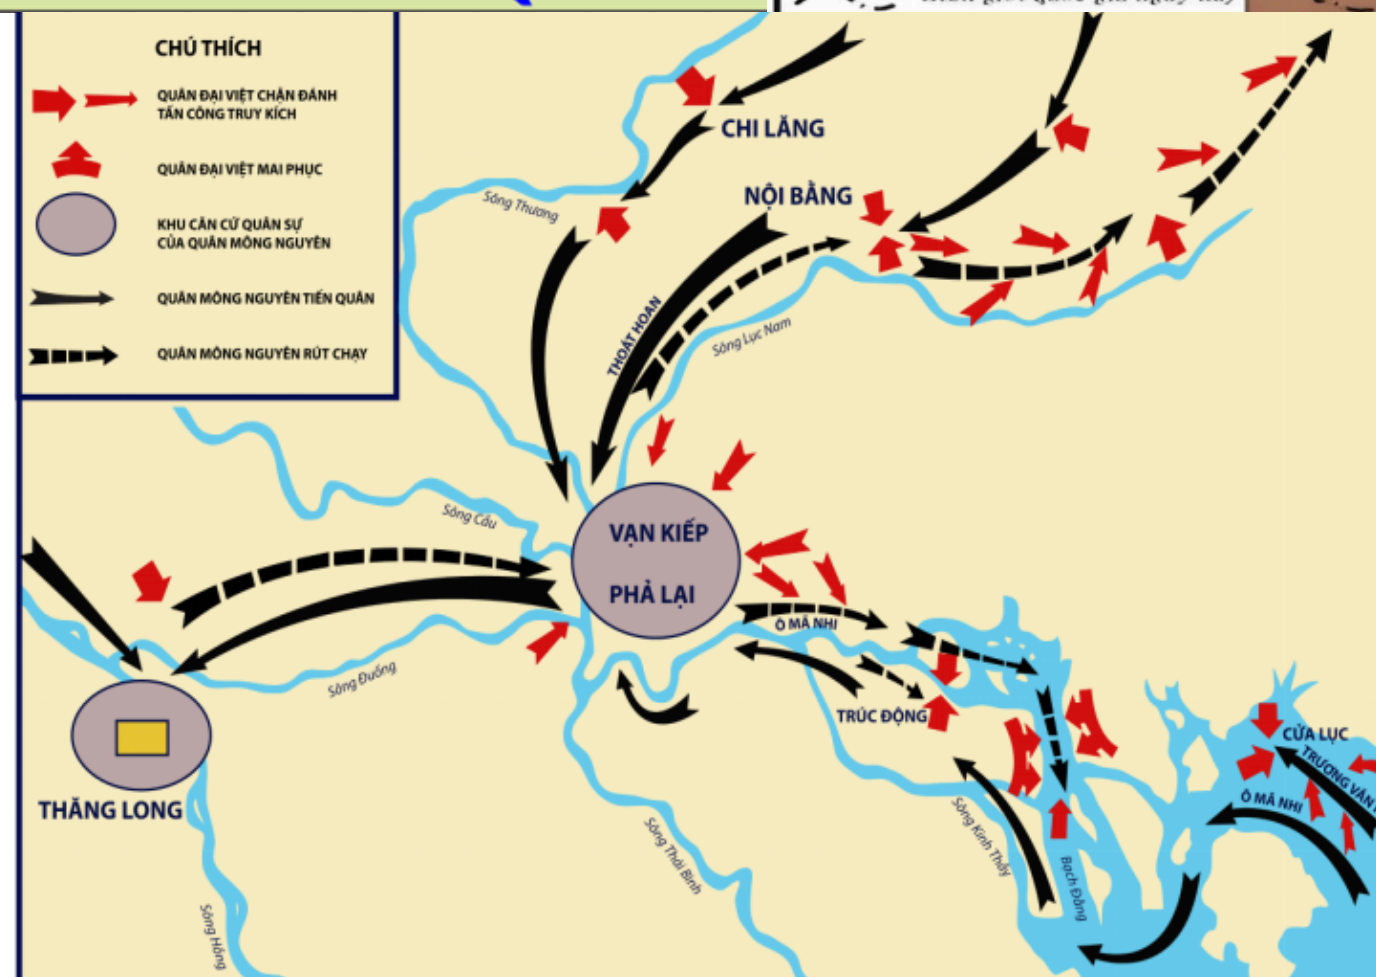 CHÚ THÍCH
QUÂN ĐẠI VIỆT CHẶN ĐÁNH
TẤN CÔNG TRUY KÍCH
QUÂN ĐẠI VIỆT MAI PHỤC
KHU CĂN CỨ QUÂN SỰ
CỦA QUÂN MÔNG NGUYÊN
QUÂN MÔNG NGUYÊN TIẾN QUÂN
QUÂN MÔNG NGUYÊN RÚT CHẠY
CHI LĂNG
NỘI BÀNG
Sông Thương
THOÁT HOAN
Sông Lục Nam
Sông Cầu
VẠN KIẾP
PHẢ LẠI
Ô MÃ NHI
Sông Đuống
TRÚC ĐỘNG
CỬA LỤC
TRƯƠNG VĂN
Ô MÃ NHI
THĂNG LONG
Sông Kinh Thầy
Sông Thái Bình
Bạch Đằng
Sông Hồng